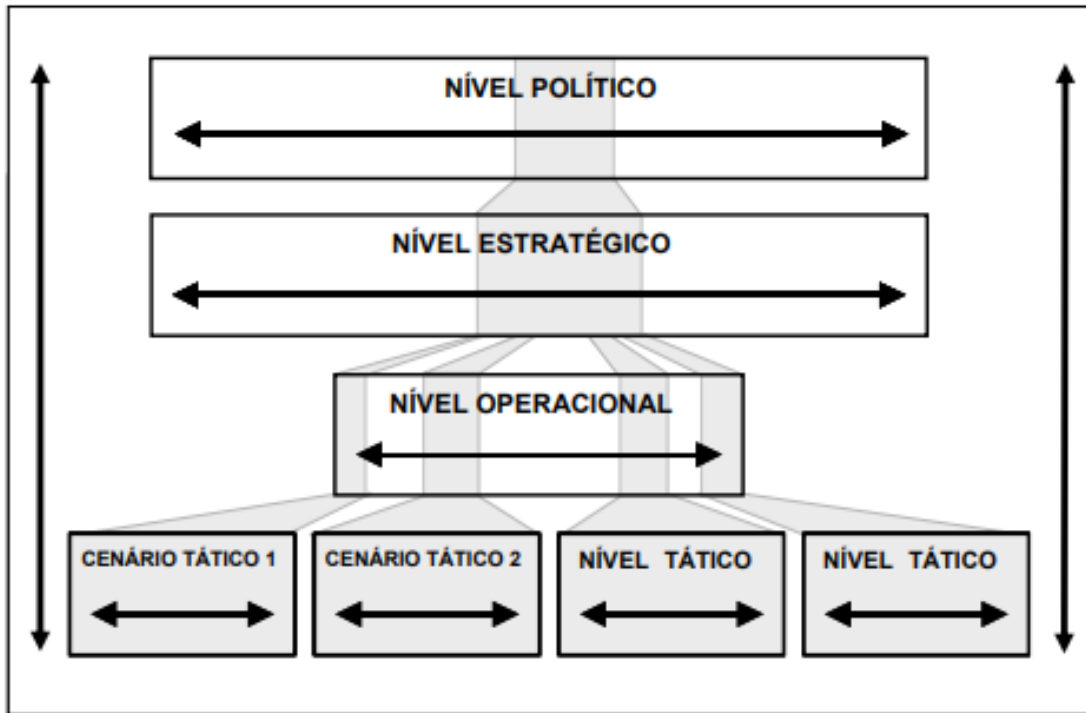 NÍVEL POLÍTICO
NÍVEL ESTRATÉGICO
NÍVEL OPERACIONAL
CENÁRIO TÁTICO 1
CENÁRIO TÁTICO 2
NÍVEL TÁTICO
NÍVEL TÁTICO